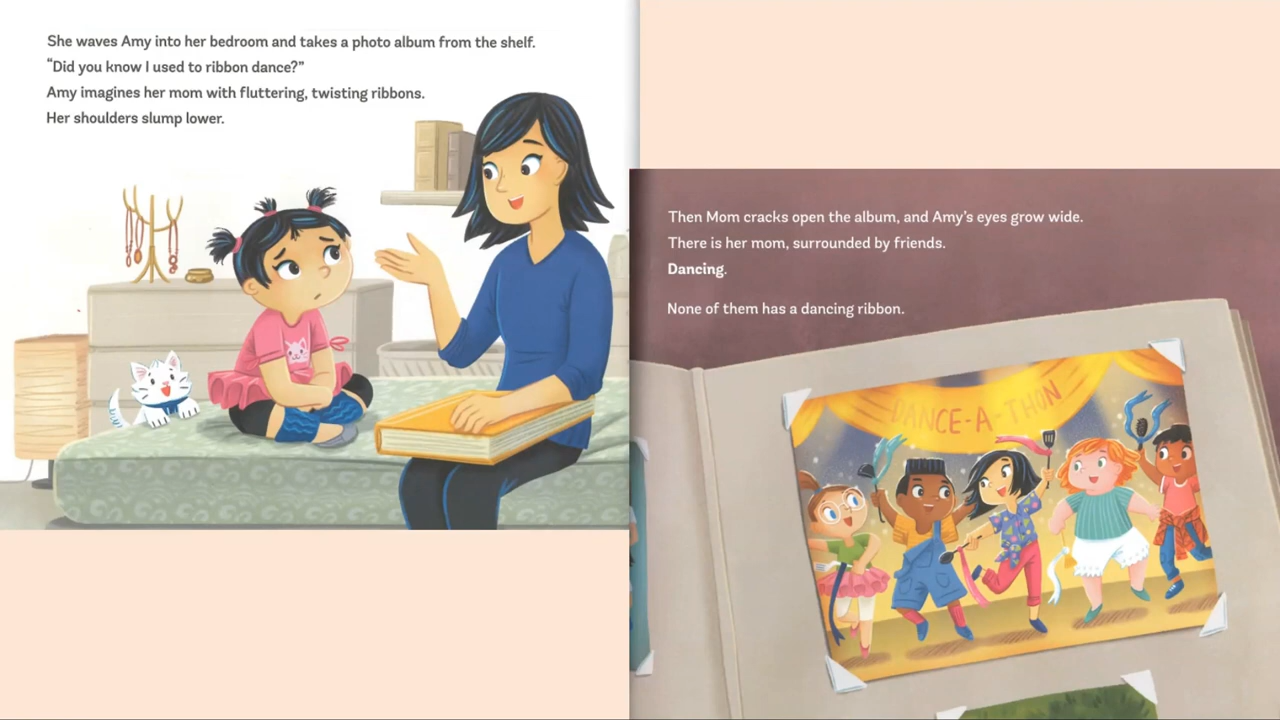 She waves Amy into her bedroom and takes a photo album from the shelf.
“Did you know I used to ribbon dance?”
Amy imagines her mom with fluttering, twisting ribbons.
Her shoulders slump lower.
Then Mom cracks open the album, and Amy’s eyes grow wide.
There is her mom, surrounded by friends.
Dancing.
None of them has a dancing ribbon.
DANCE-A-THON